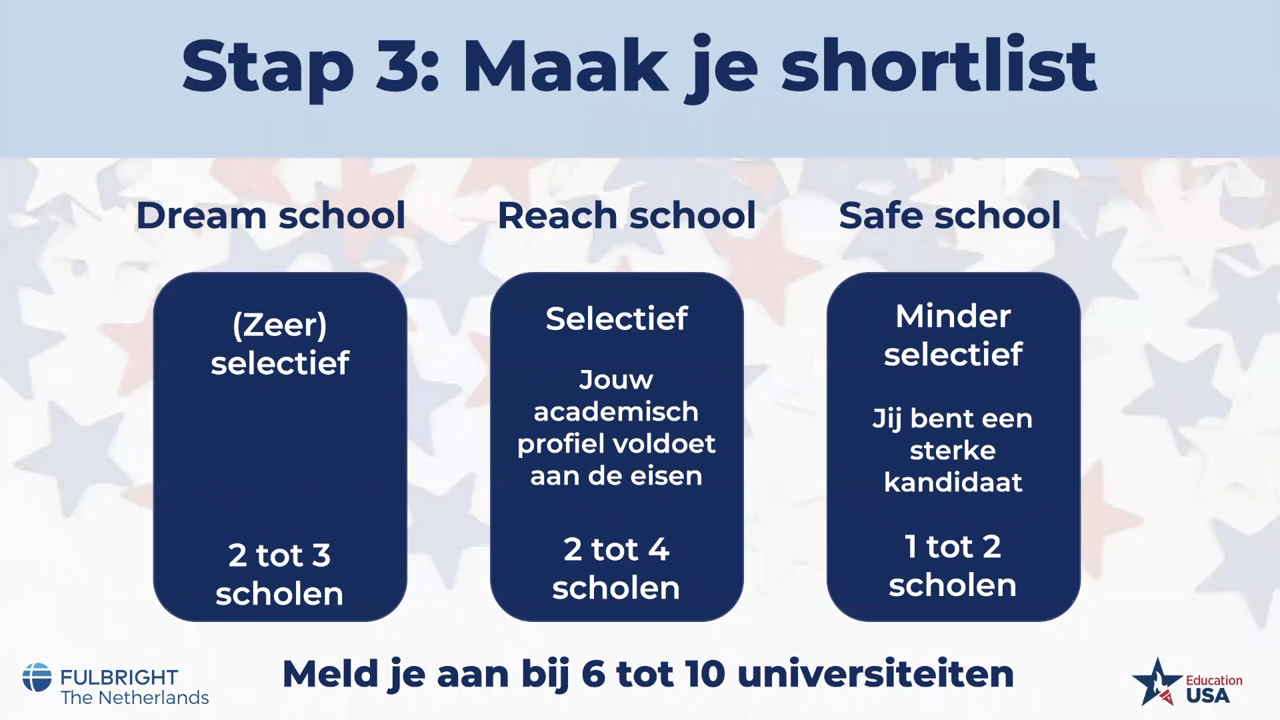 Stap 3: Maak je shortlist
Dream school
(Zeer)
selectief
2 tot 3
scholen
Reach school
Selectief
Jouw
academisch
profiel voldoet
aan de eisen
2 tot 4
scholen
Safe school
Minder
selectief
Jij bent een
sterke
kandidaat
1 tot 2
scholen
Meld je aan bij 6 tot 10 universiteiten
FULBRIGHT
The Netherlands
Education
USA